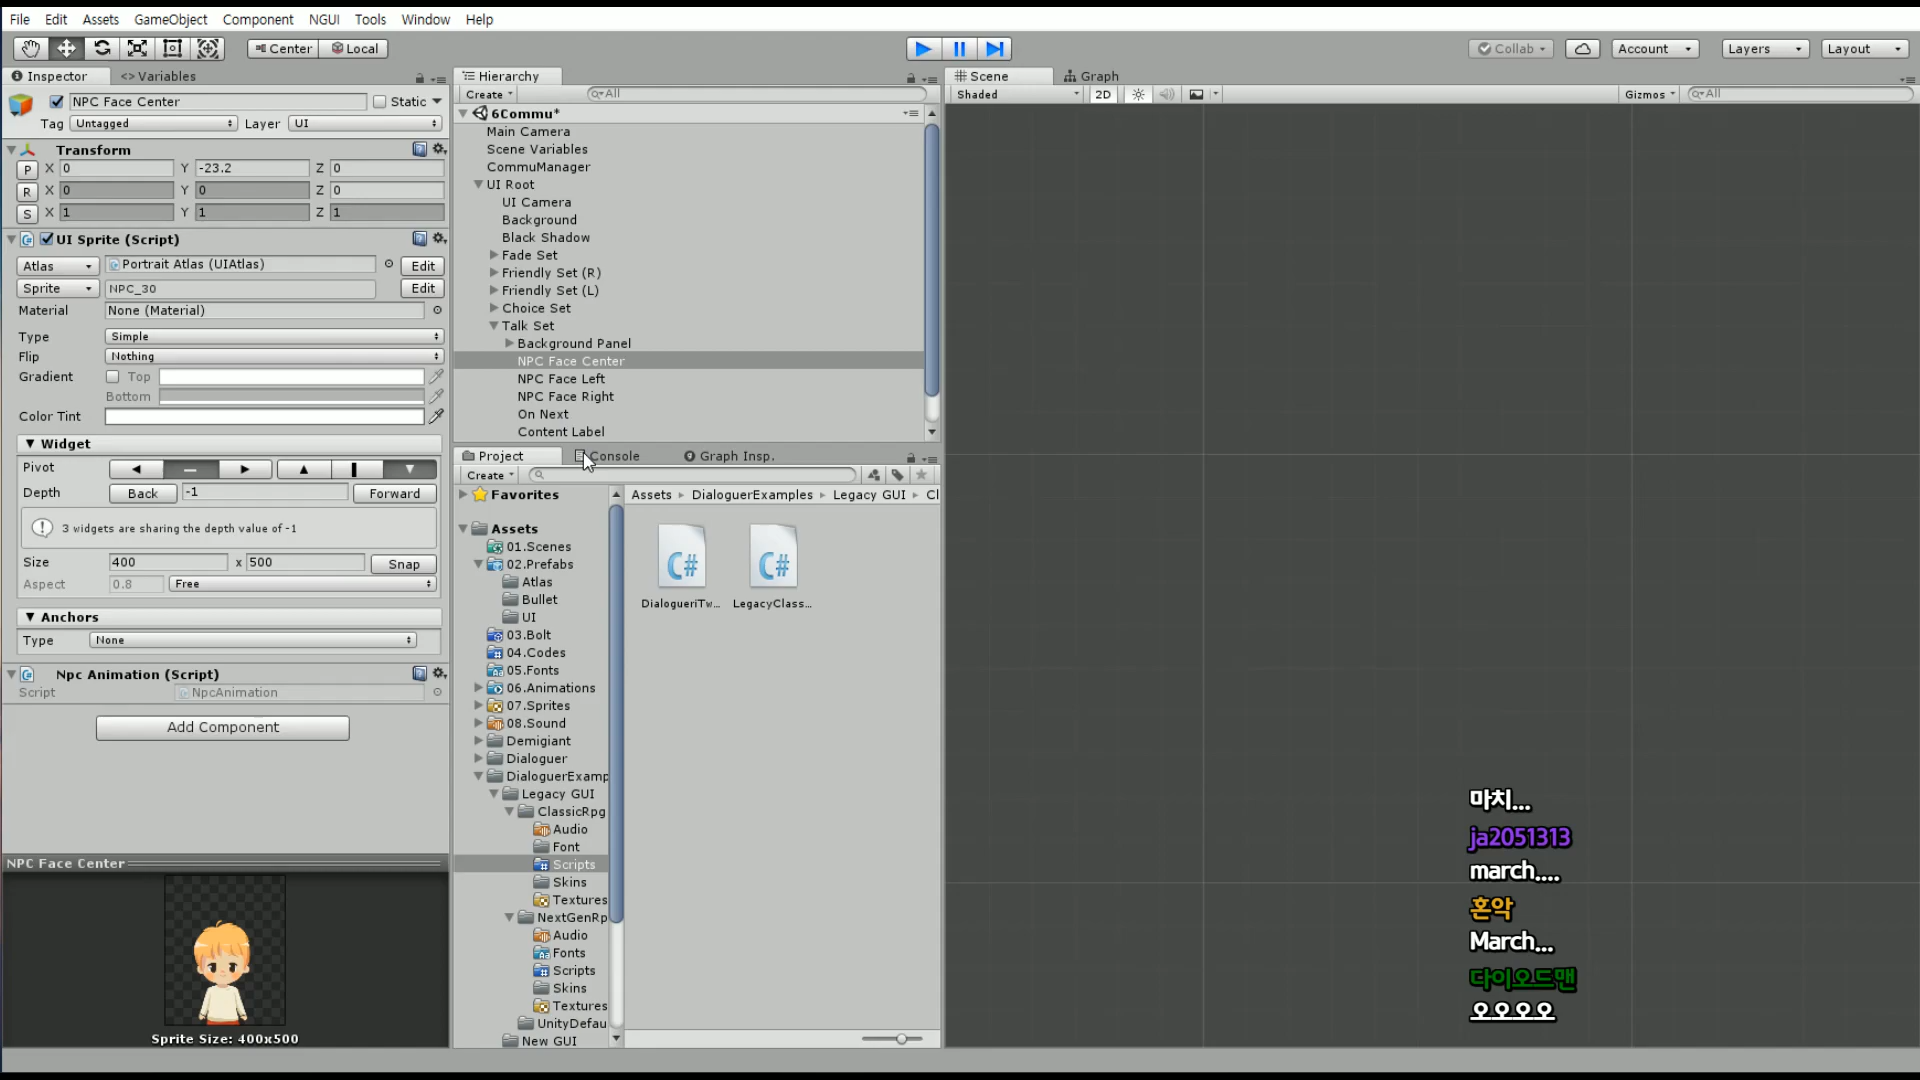 File Edit Assets GameObject Component NGUI Tools Window Help
Center Local
Collab Account Layers Layout
Inspector <> Variables
NPC Face Center Static
Tag Untagged Layer UI
Transform
P X 0 Y -23.2 Z 0
R X 0 Y 0 Z 0
S X 1 Y 1 Z 1
UI Sprite (Script)
Atlas Portrait Atlas (UIAtlas) Edit
Sprite NPC_30 Edit
Material None (Material)
Type Simple
Flip Nothing
Gradient Top
Bottom
Color Tint
Widget
Pivot
Depth Back -1 Forward
3 widgets are sharing the depth value of -1
Size 400 x 500 Snap
Aspect 0.8 Free
Anchors
Type None
Npc Animation (Script)
Script NpcAnimation
Add Component
NPC Face Center
Sprite Size: 400x500
Hierarchy
Create All
6Commu*
Main Camera
Scene Variables
CommuManager
UI Root
UI Camera
Background
Black Shadow
Fade Set
Friendly Set (R)
Friendly Set (L)
Choice Set
Talk Set
Background Panel
NPC Face Center
NPC Face Left
NPC Face Right
On Next
Content Label
Project Console Graph Insp.
Create
Favorites
Assets
01.Scenes
02.Prefabs
Atlas
Bullet
UI
03.Bolt
04.Codes
05.Fonts
06.Animations
07.Sprites
08.Sound
Demigiant
Dialoguer
DialoguerExamp
Legacy GUI
ClassicRpg
Audio
Font
Scripts
Skins
Textures
NextGenRp
Audio
Fonts
Scripts
Skins
Textures
UnityDefau
New GUI
Assets DialoguerExamples Legacy GUI Cl
C# C#
DialogueriTw... LegacyClass...
Scene Graph
Shaded 2D Gizmos All
마치...
ja2051313
march....
혼악
March...
다이오드맨
오오오오